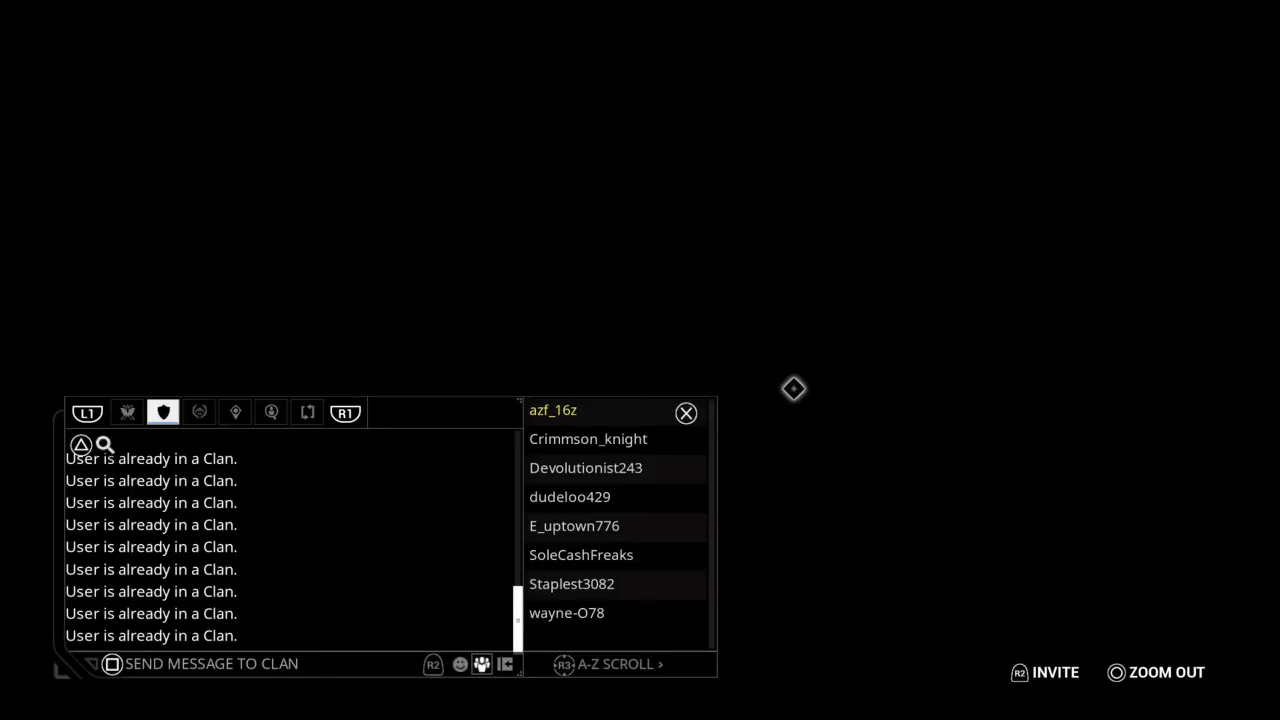 L1
R1
User is already in a Clan.
User is already in a Clan.
User is already in a Clan.
User is already in a Clan.
User is already in a Clan.
User is already in a Clan.
User is already in a Clan.
User is already in a Clan.
User is already in a Clan.
SEND MESSAGE TO CLAN
R2
azf_16z
Crimmson_knight
Devolutionist243
dudeloo429
E_uptown776
SoleCashFreaks
Staplest3082
wayne-O78
R3 A-Z SCROLL ›
R2 INVITE
ZOOM OUT